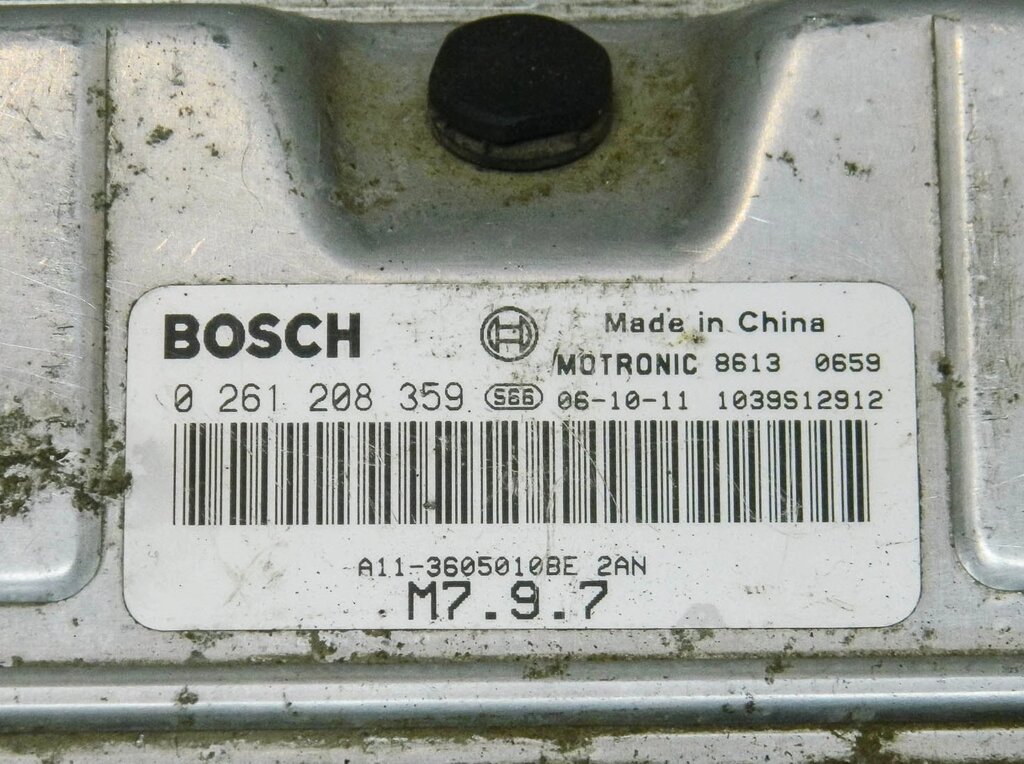 BOSCH
Made in China
MOTRONIC 8613 0659
0 261 208 359 S66 06-10-11 1039S12912
A11-3605010BE 2AN
M7.9.7